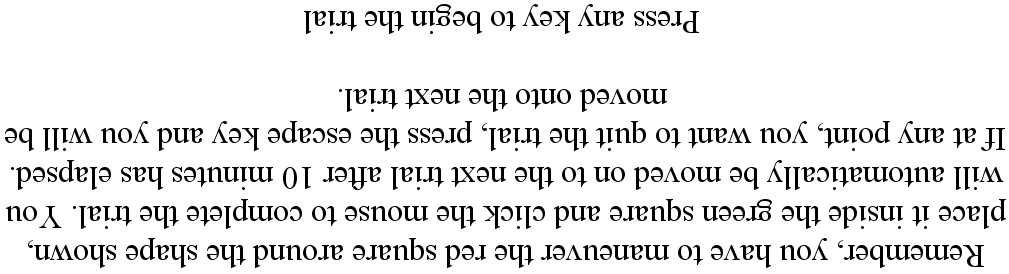 Remember, you have to maneuver the red square around the shape shown,
place it inside the green square and click the mouse to complete the trial. You
will automatically be moved on to the next trial after 10 minutes has elapsed.
If at any point, you want to quit the trial, press the escape key and you will be
moved onto the next trial.
Press any key to begin the trial